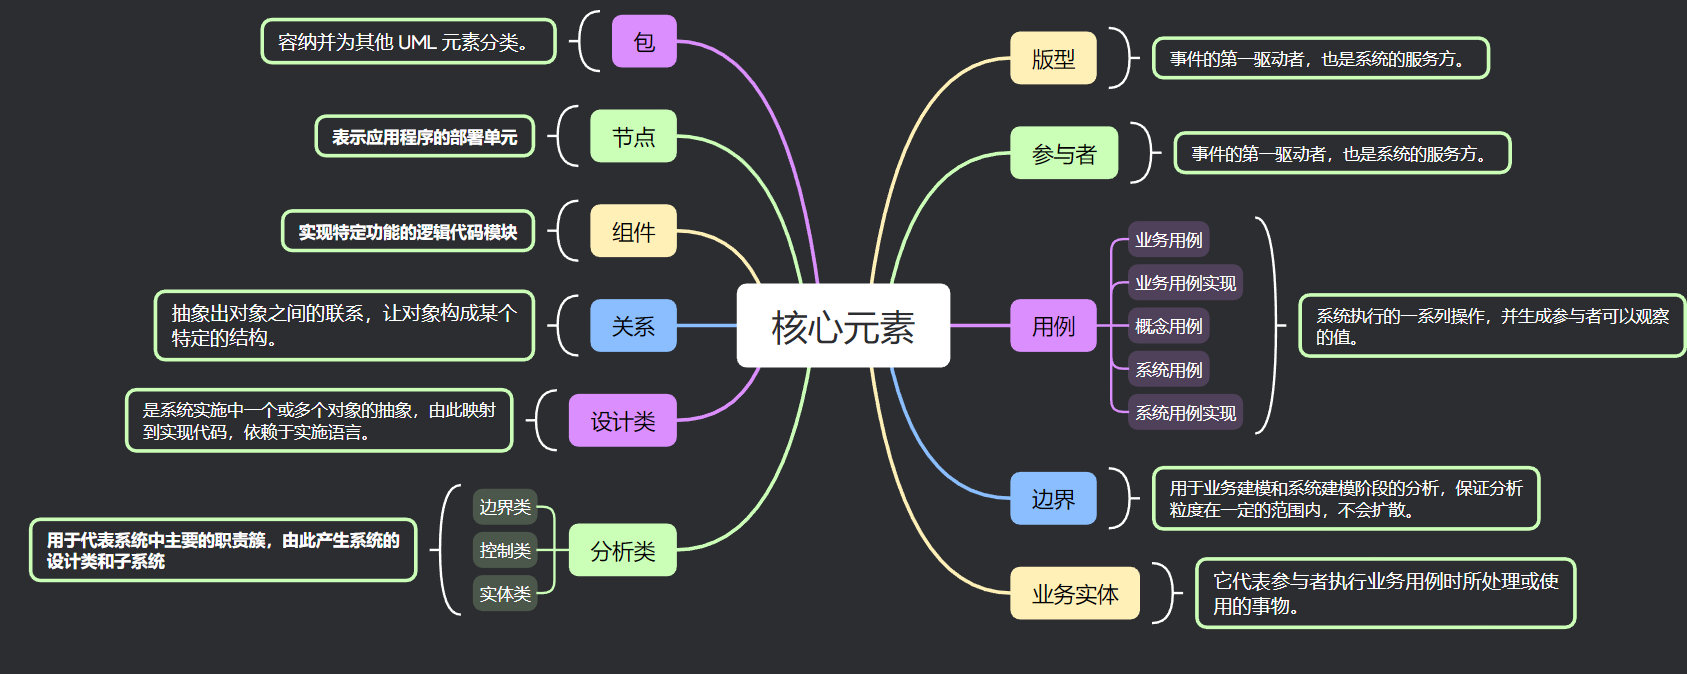 核心元素
版型
事件的第一驱动者，也是系统的服务方。
参与者
事件的第一驱动者，也是系统的服务方。
用例
业务用例
业务用例实现
概念用例
系统用例
系统用例实现
系统执行的一系列操作，并生成参与者可以观察
的值。
边界
用于业务建模和系统建模阶段的分析，保证分析
粒度在一定的范围内，不会扩散。
业务实体
它代表参与者执行业务用例时所处理或使
用的事物。
包
容纳并为其他 UML 元素分类。
节点
表示应用程序的部署单元
组件
实现特定功能的逻辑代码模块
关系
抽象出对象之间的联系，让对象构成某个
特定的结构。
设计类
是系统实施中一个或多个对象的抽象，由此映射
到实现代码，依赖于实施语言。
分析类
边界类
控制类
实体类
用于代表系统中主要的职责簇，由此产生系统的
设计类和子系统